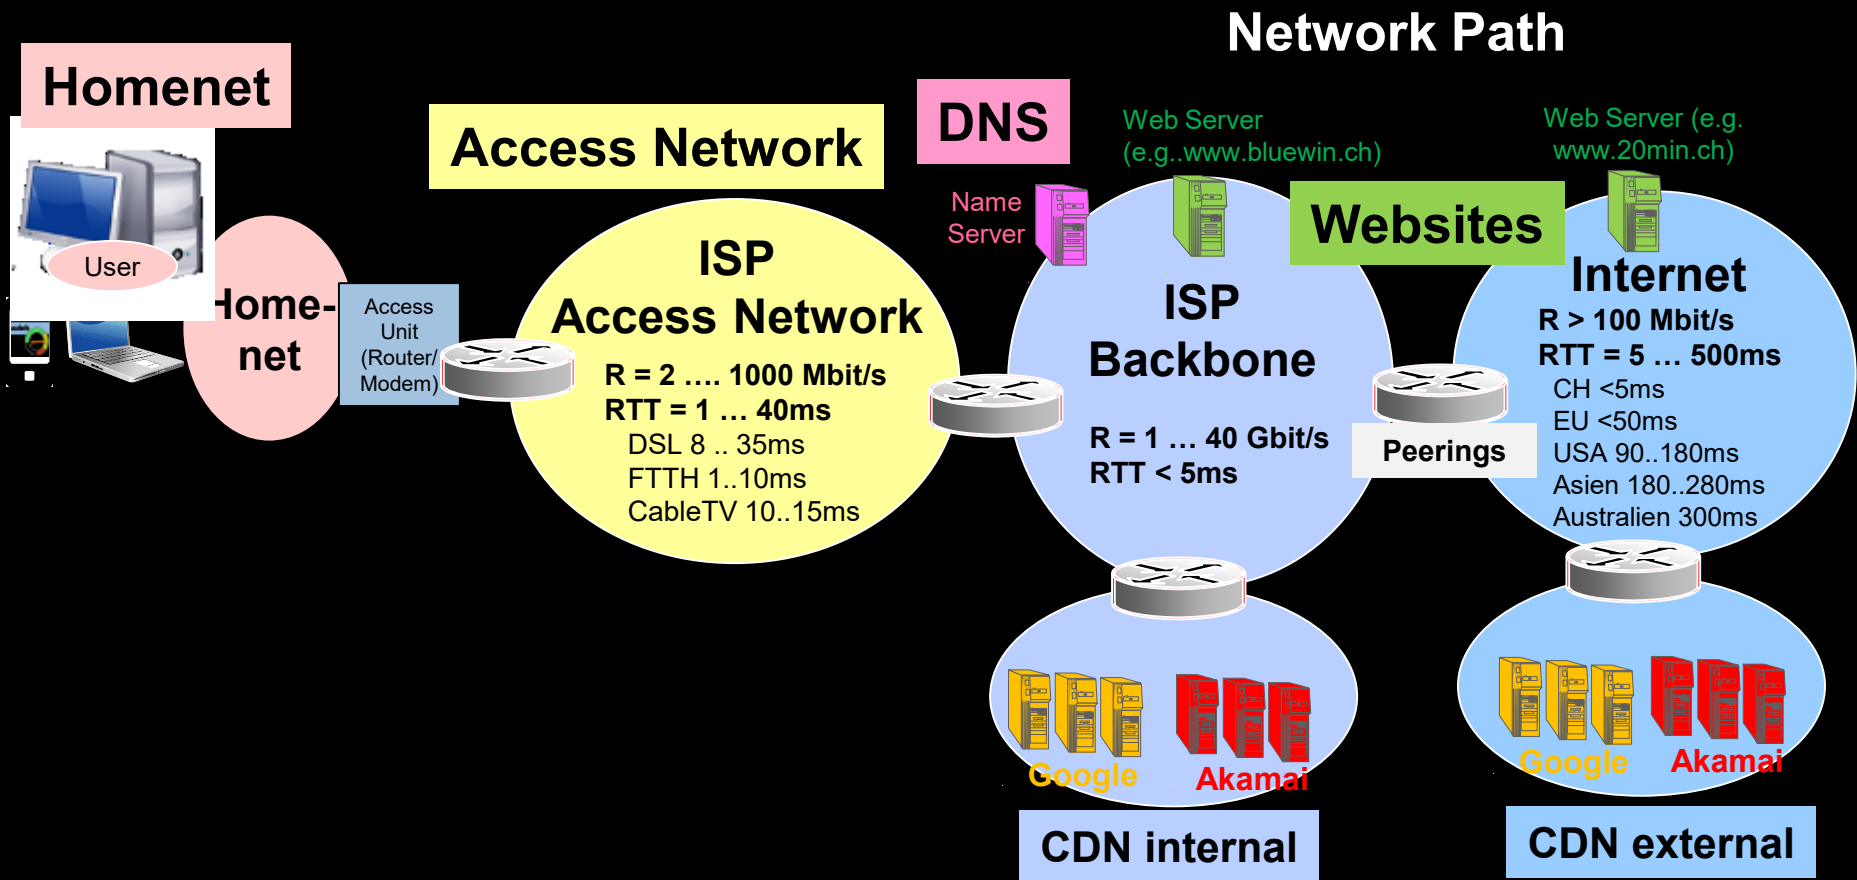 Network Path
Homenet
User
Home-
net
Access
Unit
(Router/
Modem)
Access Network
ISP
Access Network
R = 2 .... 1000 Mbit/s
RTT = 1 … 40ms
DSL 8 .. 35ms
FTTH 1..10ms
CableTV 10..15ms
DNS
Name
Server
Web Server
(e.g..www.bluewin.ch)
ISP
Backbone
R = 1 … 40 Gbit/s
RTT < 5ms
Websites
Peerings
Web Server (e.g.
www.20min.ch)
Internet
R > 100 Mbit/s
RTT = 5 … 500ms
CH <5ms
EU <50ms
USA 90..180ms
Asien 180..280ms
Australien 300ms
Google
Akamai
CDN internal
Google
Akamai
CDN external